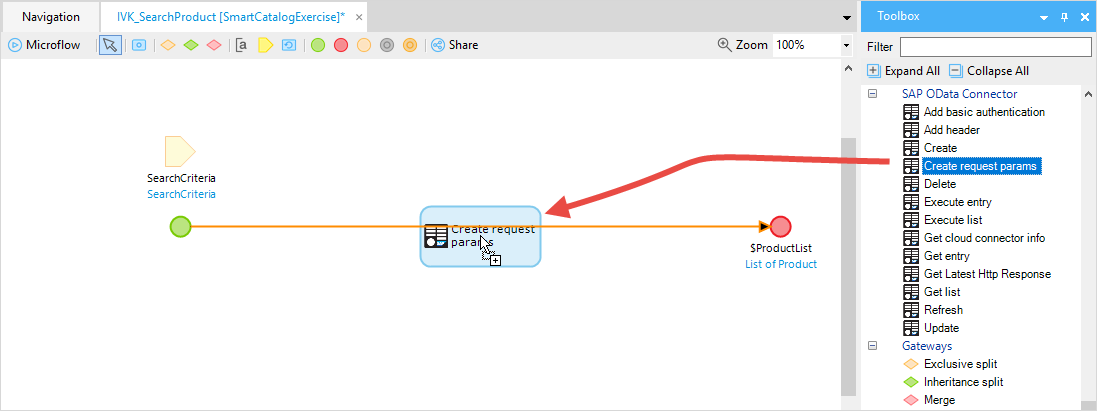 Navigation
IVK_SearchProduct [SmartCatalogExercise]*
Toolbox
Microflow
Share
Zoom 100%
Filter
Expand All Collapse All
SearchCriteria
SearchCriteria
Create request
params
$ProductList
List of Product
SAP OData Connector
Add basic authentication
Add header
Create
Create request params
Delete
Execute entry
Execute list
Get cloud connector info
Get entry
Get Latest Http Response
Get list
Refresh
Update
Gateways
Exclusive split
Inheritance split
Merge